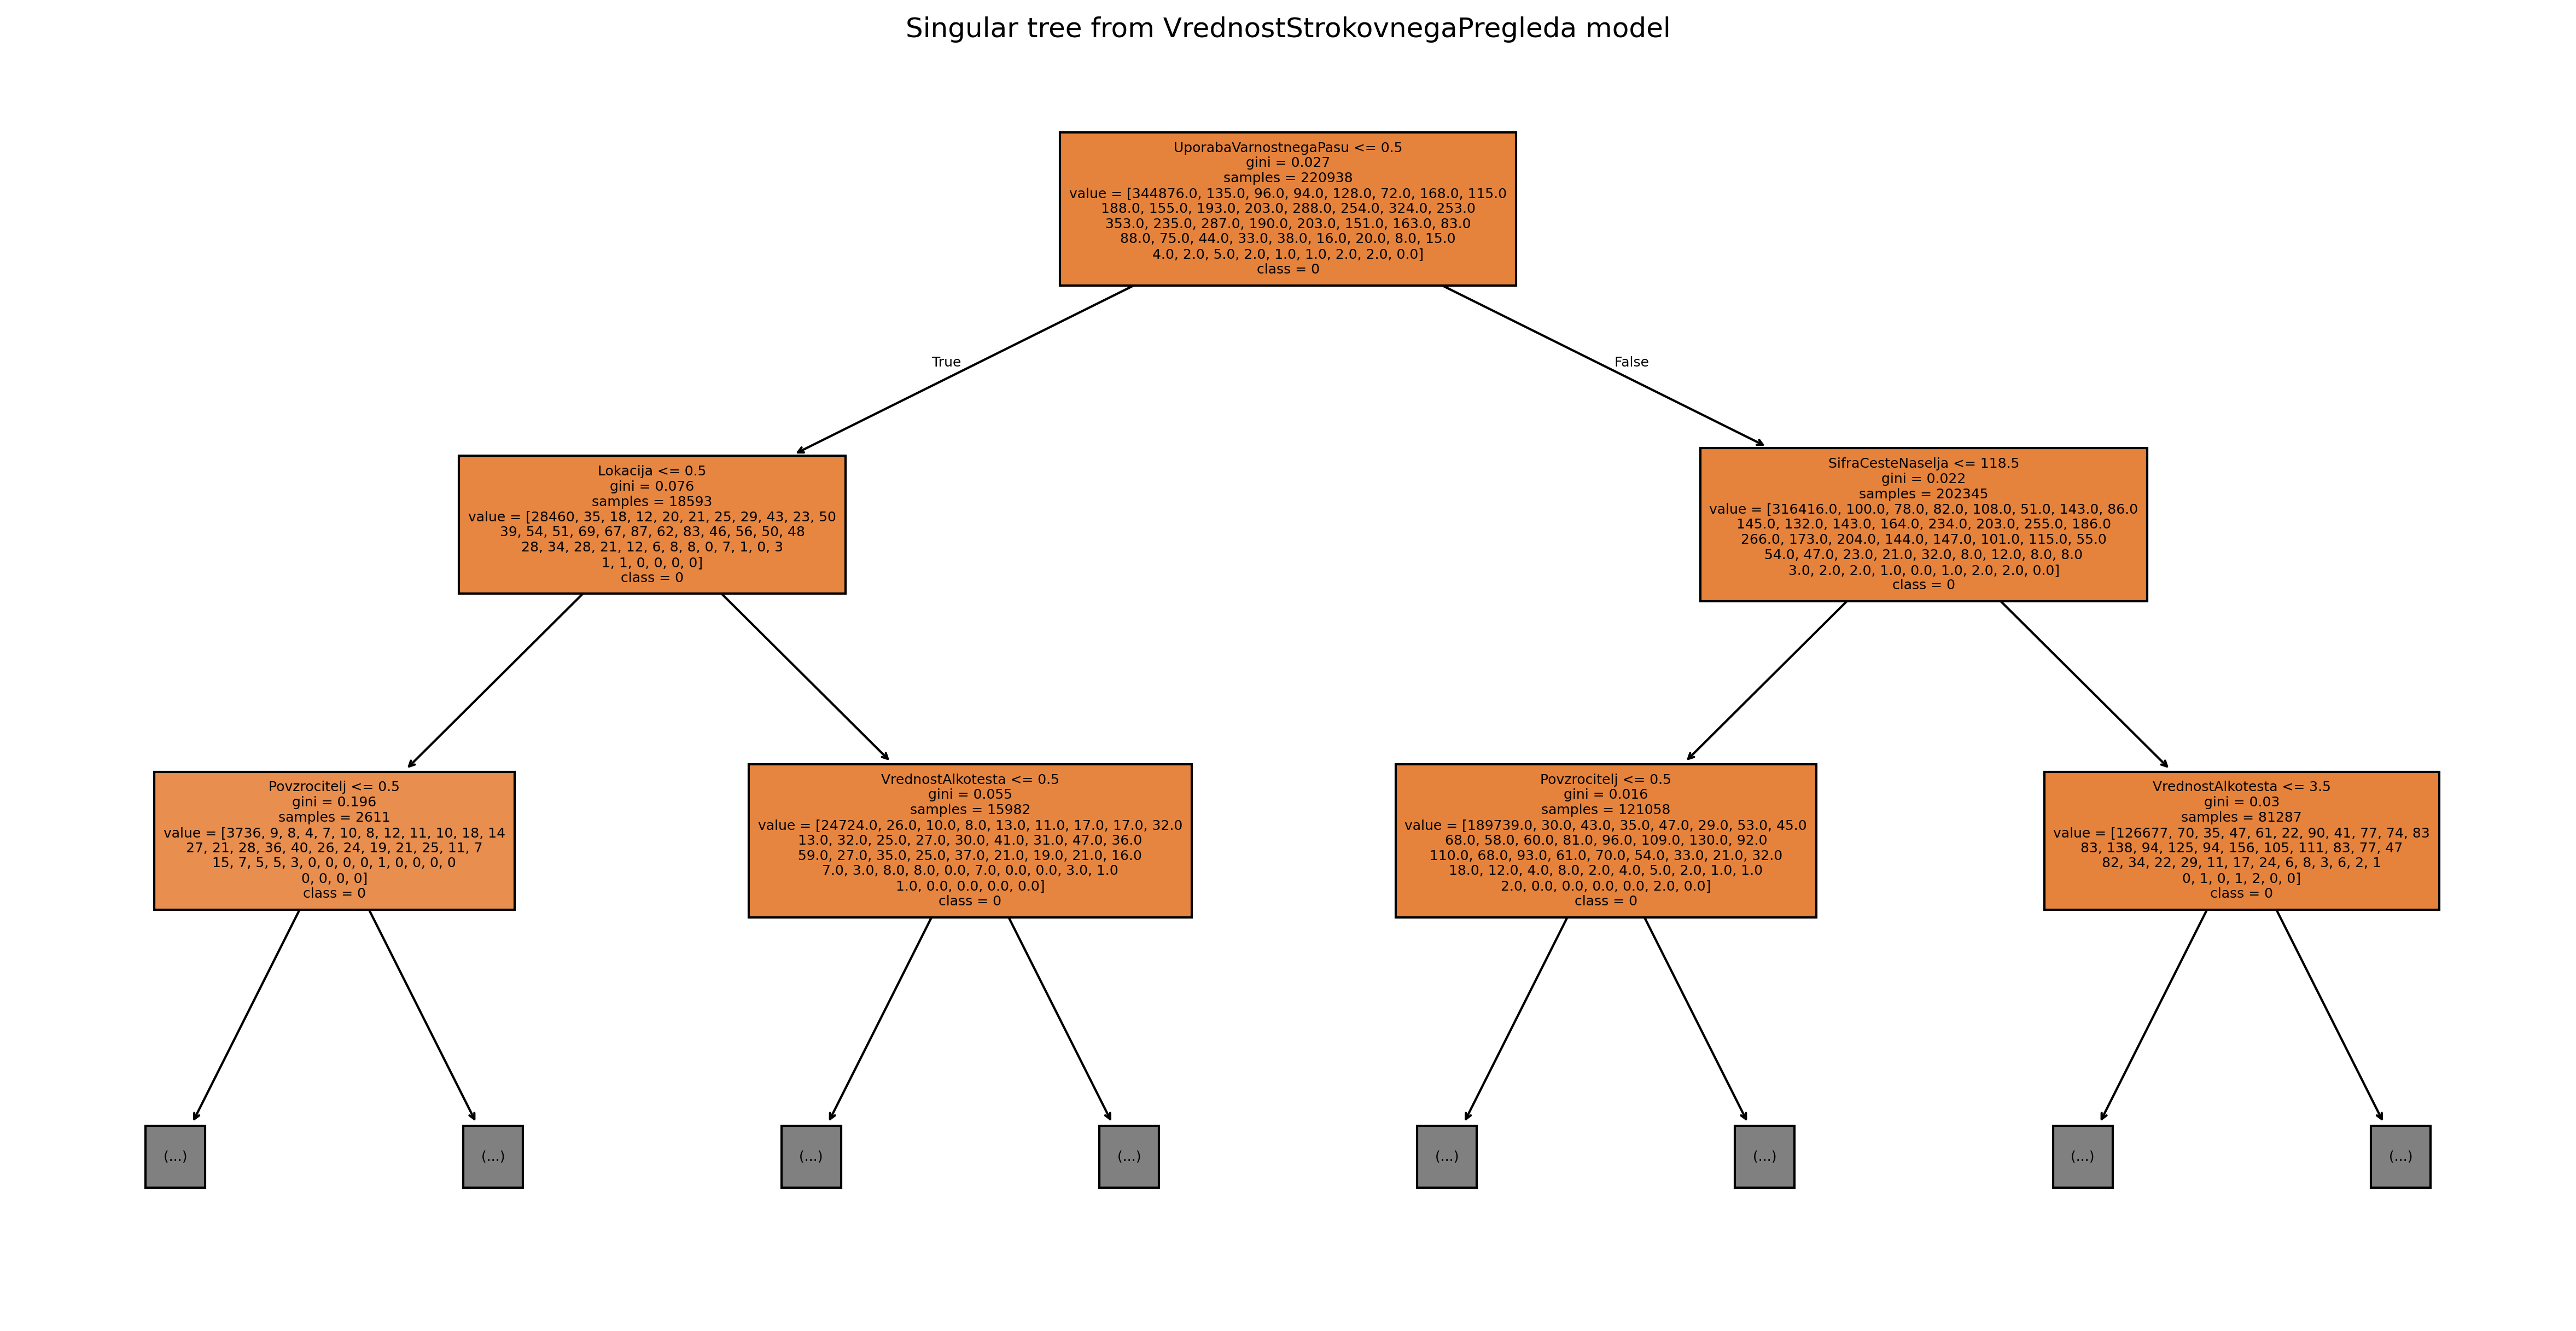 Singular tree from VrednostStrokovnegaPregleda model
UporabaVarnostnegaPasu <= 0.5
gini = 0.027
samples = 220938
value = [344876.0, 135.0, 96.0, 94.0, 128.0, 72.0, 168.0, 115.0
188.0, 155.0, 193.0, 203.0, 288.0, 254.0, 324.0, 253.0
353.0, 235.0, 287.0, 190.0, 203.0, 151.0, 163.0, 83.0
88.0, 75.0, 44.0, 33.0, 38.0, 16.0, 20.0, 8.0, 15.0
4.0, 2.0, 5.0, 2.0, 1.0, 1.0, 2.0, 2.0, 0.0]
class = 0
True
False
Lokacija <= 0.5
gini = 0.076
samples = 18593
value = [28460, 35, 18, 12, 20, 21, 25, 29, 43, 23, 50
39, 54, 51, 69, 67, 87, 62, 83, 46, 56, 50, 48
28, 34, 28, 21, 12, 6, 8, 8, 0, 7, 1, 0, 3
1, 1, 0, 0, 0, 0]
class = 0
SifraCesteNaselja <= 118.5
gini = 0.022
samples = 202345
value = [316416.0, 100.0, 78.0, 82.0, 108.0, 51.0, 143.0, 86.0
145.0, 132.0, 143.0, 164.0, 234.0, 203.0, 255.0, 186.0
266.0, 173.0, 204.0, 144.0, 147.0, 101.0, 115.0, 55.0
54.0, 47.0, 23.0, 21.0, 32.0, 8.0, 12.0, 8.0, 8.0
3.0, 2.0, 2.0, 1.0, 0.0, 1.0, 2.0, 2.0, 0.0]
class = 0
Povzrocitelj <= 0.5
gini = 0.196
samples = 2611
value = [3736, 9, 8, 4, 7, 10, 8, 12, 11, 10, 18, 14
27, 21, 28, 36, 40, 26, 24, 19, 21, 25, 11, 7
15, 7, 5, 5, 3, 0, 0, 0, 0, 1, 0, 0, 0, 0
0, 0, 0, 0]
class = 0
VrednostAlkotesta <= 0.5
gini = 0.055
samples = 15982
value = [24724.0, 26.0, 10.0, 8.0, 13.0, 11.0, 17.0, 17.0, 32.0
13.0, 32.0, 25.0, 27.0, 30.0, 41.0, 31.0, 47.0, 36.0
59.0, 27.0, 35.0, 25.0, 37.0, 21.0, 19.0, 21.0, 16.0
7.0, 3.0, 8.0, 8.0, 0.0, 7.0, 0.0, 0.0, 3.0, 1.0
1.0, 0.0, 0.0, 0.0, 0.0]
class = 0
Povzrocitelj <= 0.5
gini = 0.016
samples = 121058
value = [189739.0, 30.0, 43.0, 35.0, 47.0, 29.0, 53.0, 45.0
68.0, 58.0, 60.0, 81.0, 96.0, 109.0, 130.0, 92.0
110.0, 68.0, 93.0, 61.0, 70.0, 54.0, 33.0, 21.0, 32.0
18.0, 12.0, 4.0, 8.0, 2.0, 4.0, 5.0, 2.0, 1.0, 1.0
2.0, 0.0, 0.0, 0.0, 0.0, 2.0, 0.0]
class = 0
VrednostAlkotesta <= 3.5
gini = 0.03
samples = 81287
value = [126677, 70, 35, 47, 61, 22, 90, 41, 77, 74, 83
83, 138, 94, 125, 94, 156, 105, 111, 83, 77, 47
82, 34, 22, 29, 11, 17, 24, 6, 8, 3, 6, 2, 1
0, 1, 0, 1, 2, 0, 0]
class = 0
(...)
(...)
(...)
(...)
(...)
(...)
(...)
(...)